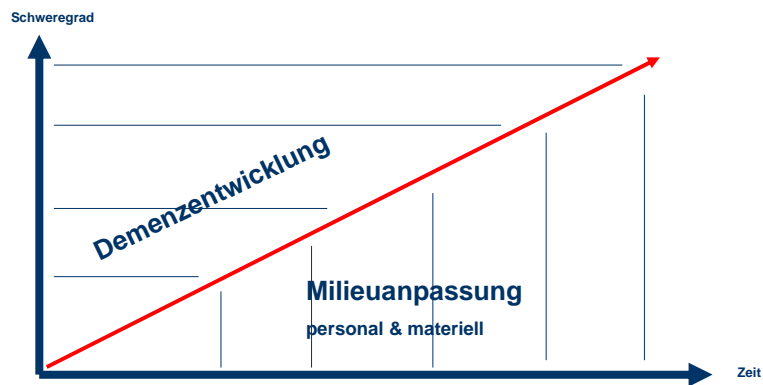 Schweregrad
Demenzentwicklung
Milieuanpassung
personal & materiell
Zeit